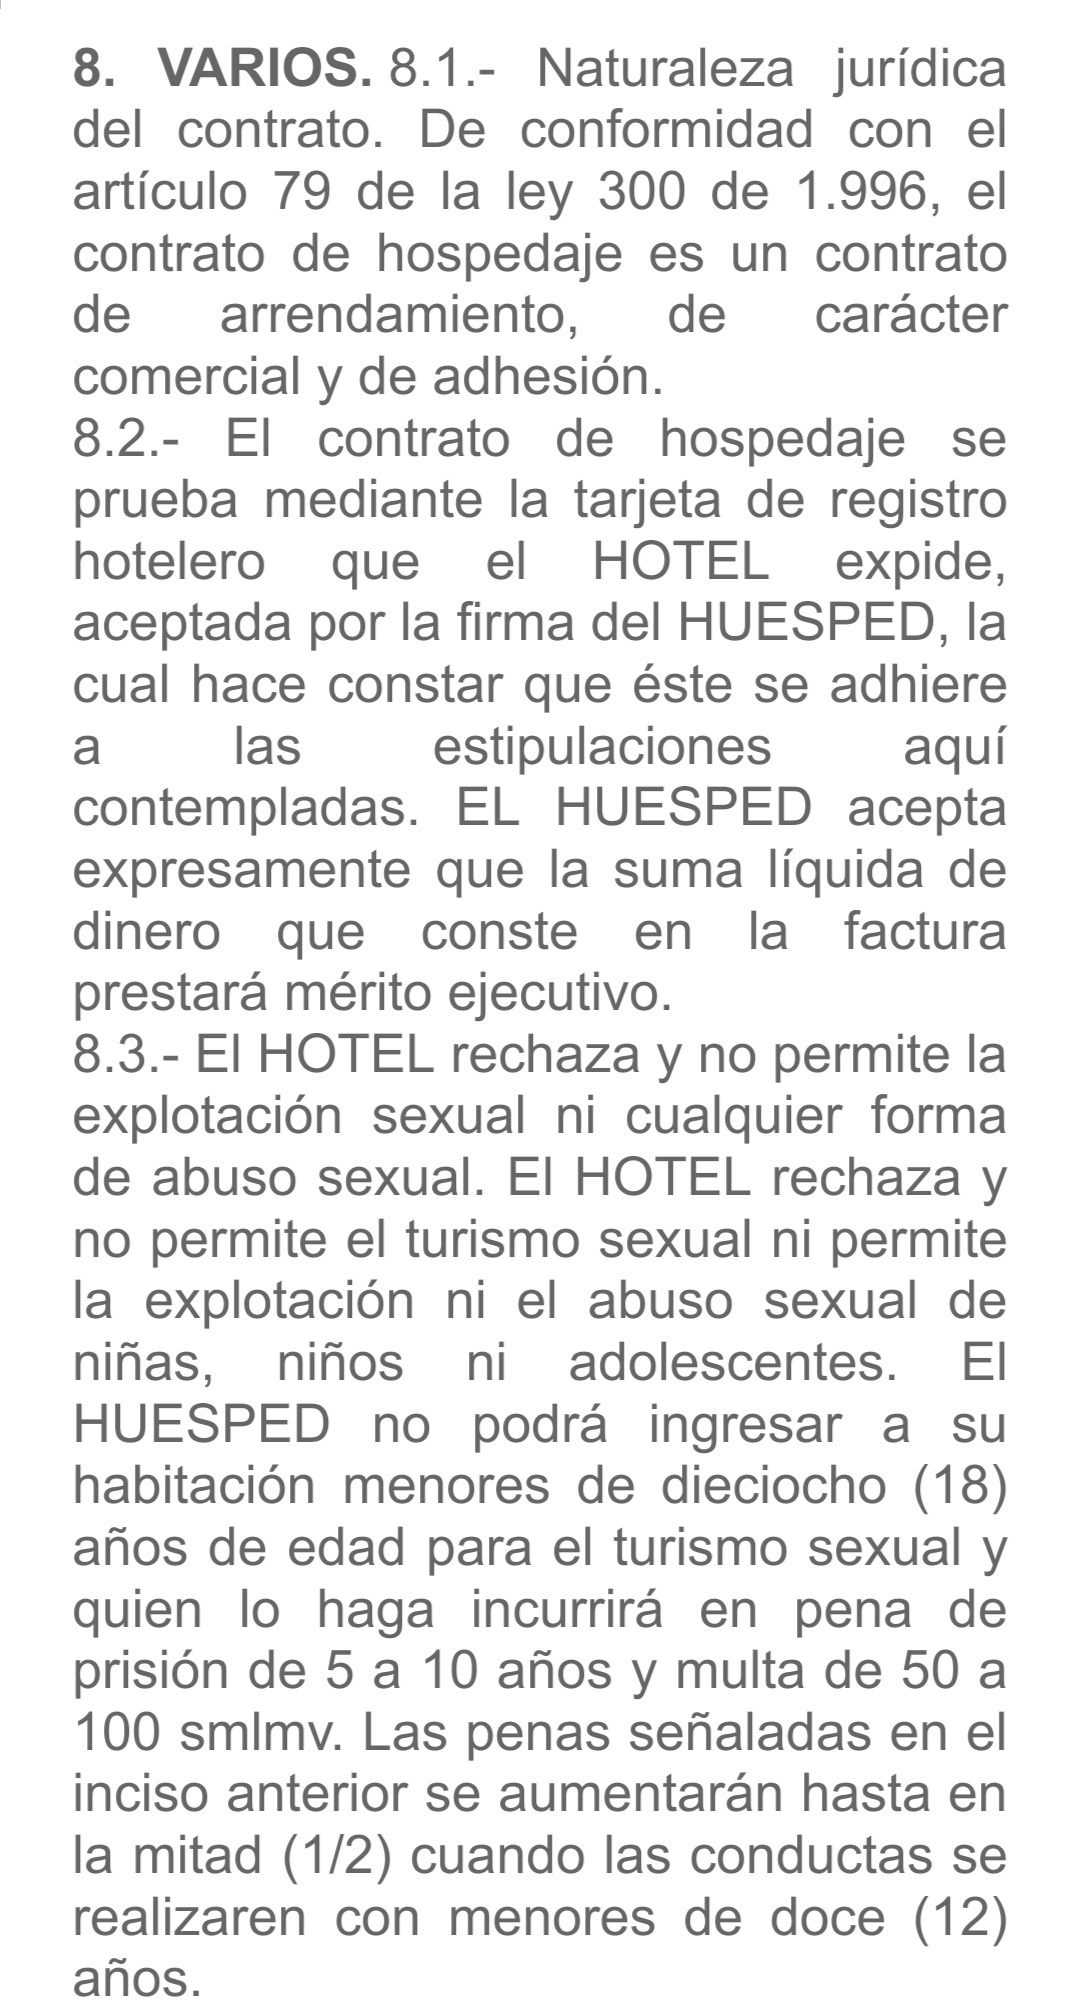 8. VARIOS. 8.1.- Naturaleza jurídica
del contrato. De conformidad con el
artículo 79 de la ley 300 de 1.996, el
contrato de hospedaje es un contrato
de arrendamiento, de carácter
comercial y de adhesión.
8.2.- El contrato de hospedaje se
prueba mediante la tarjeta de registro
hotelero que el HOTEL expide,
aceptada por la firma del HUESPED, la
cual hace constar que éste se adhiere
a las estipulaciones aquí
contempladas. EL HUESPED acepta
expresamente que la suma líquida de
dinero que conste en la factura
prestará mérito ejecutivo.
8.3.- El HOTEL rechaza y no permite la
explotación sexual ni cualquier forma
de abuso sexual. El HOTEL rechaza y
no permite el turismo sexual ni permite
la explotación ni el abuso sexual de
niñas, niños ni adolescentes. El
HUESPED no podrá ingresar a su
habitación menores de dieciocho (18)
años de edad para el turismo sexual y
quien lo haga incurrirá en pena de
prisión de 5 a 10 años y multa de 50 a
100 smlmv. Las penas señaladas en el
inciso anterior se aumentarán hasta en
la mitad (1/2) cuando las conductas se
realizaren con menores de doce (12)
años.